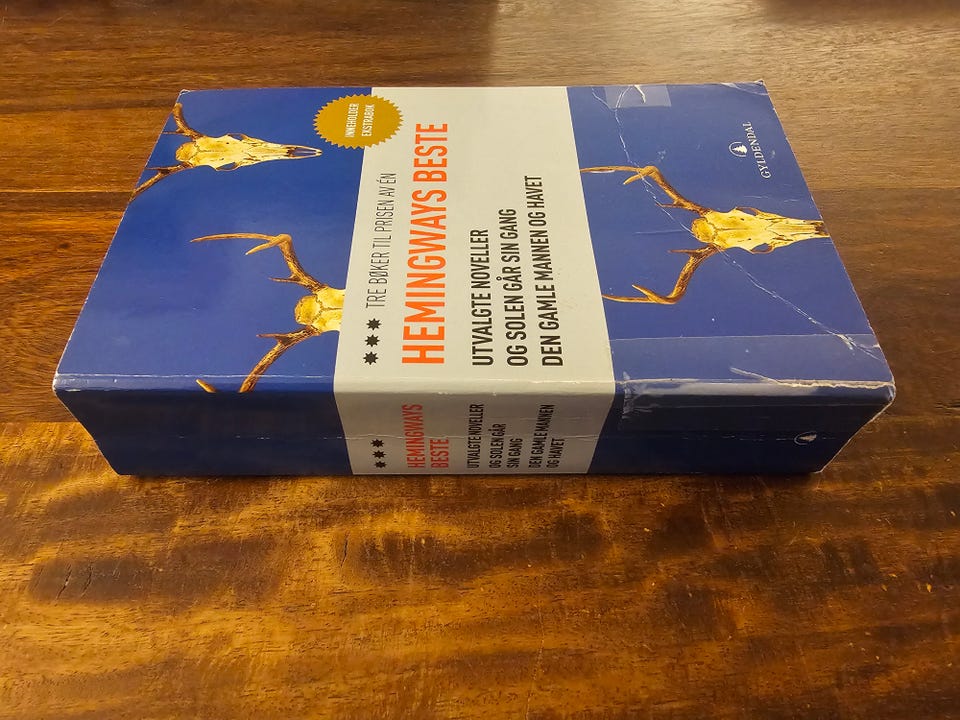 INNEHOLDER
EKSTRABOK
*** TRE BØKER TIL PRISEN AV ÉN
HEMINGWAYS BESTE
UTVALGTE NOVELLER
OG SOLEN GÅR SIN GANG
DEN GAMLE MANNEN OG HAVET
GYLDENDAL
***
HEMINGWAYS
BESTE
UTVALGTE NOVELLER
OG SOLEN GÅR
SIN GANG
DEN GAMLE MANNEN
OG HAVET